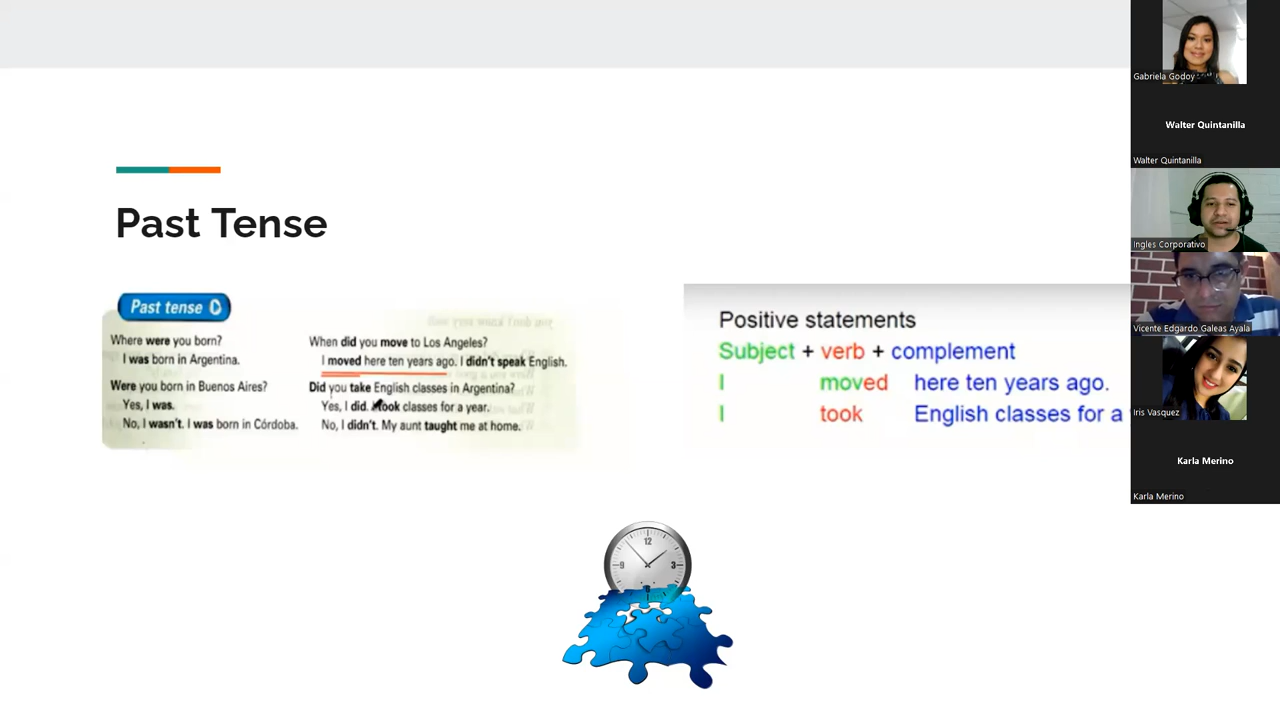 Past Tense
Past tense
Where were you born?
I was born in Argentina.
Were you born in Buenos Aires?
Yes, I was.
No, I wasn't. I was born in Córdoba.
When did you move to Los Angeles?
I moved here ten years ago. I didn't speak English.
Did you take English classes in Argentina?
Yes, I did. I took classes for a year.
No, I didn't. My aunt taught me at home.
Positive statements
Subject + verb + complement
I moved here ten years ago.
I took English classes for a
12
9 3
Gabriela Godoy
Walter Quintanilla
Walter Quintanilla
Ingles Corporativo
Vicente Edgardo Galeas Ayala
Iris Vasquez
Karla Merino
Karla Merino